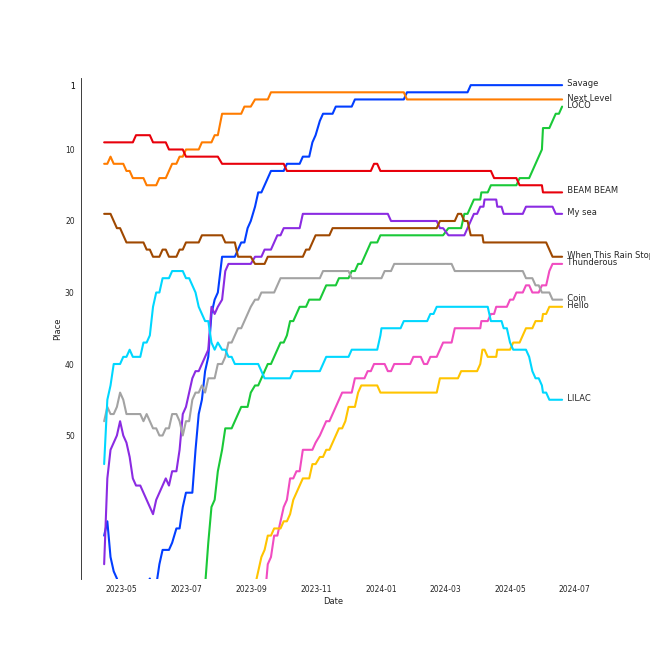 1
10
20
30
40
50
Place
2023-05
2023-07
2023-09
2023-11
2024-01
2024-03
2024-05
2024-07
Date
Savage
Next Level
LOCO
BEAM BEAM
My sea
When This Rain Stop
Thunderous
Coin
Hello
LILAC